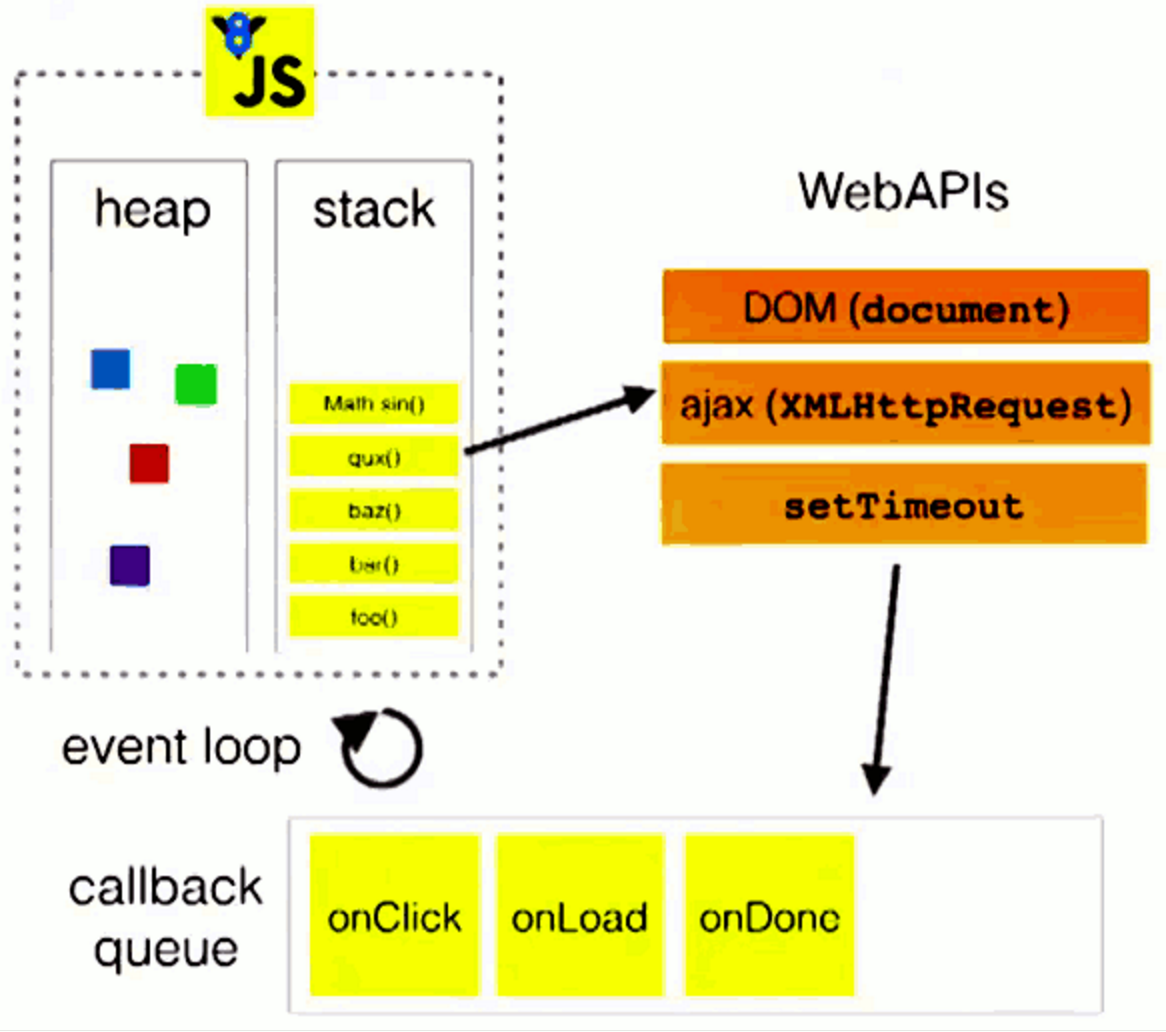 8
JS
heap
stack
Math sin()
qux()
baz()
bar()
foo()
WebAPIs
DOM (document)
ajax (XMLHttpRequest)
setTimeout
event loop
callback
queue
onClick
onLoad
onDone